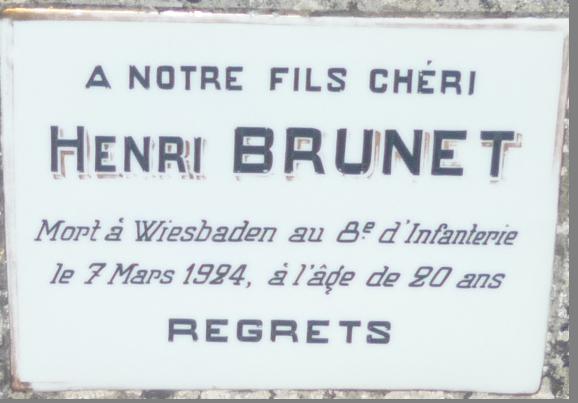 A NOTRE FILS CHÉRI
HENRI BRUNET
Mort à Wiesbaden au 8e d'Infanterie
le 7 Mars 1924, à l'âge de 20 ans
REGRETS